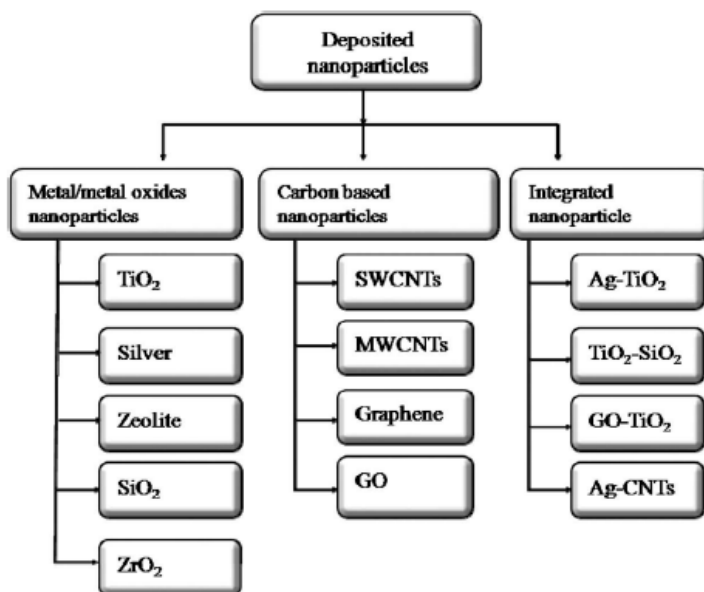 Deposited
nanoparticles
Metal/metal oxides
nanoparticles
TiO₂
Silver
Zeolite
SiO₂
ZrO₂
Carbon based
nanoparticles
SWCNTs
MWCNTs
Graphene
GO
Integrated
nanoparticle
Ag-TiO₂
TiO₂-SiO₂
GO-TiO₂
Ag-CNTs